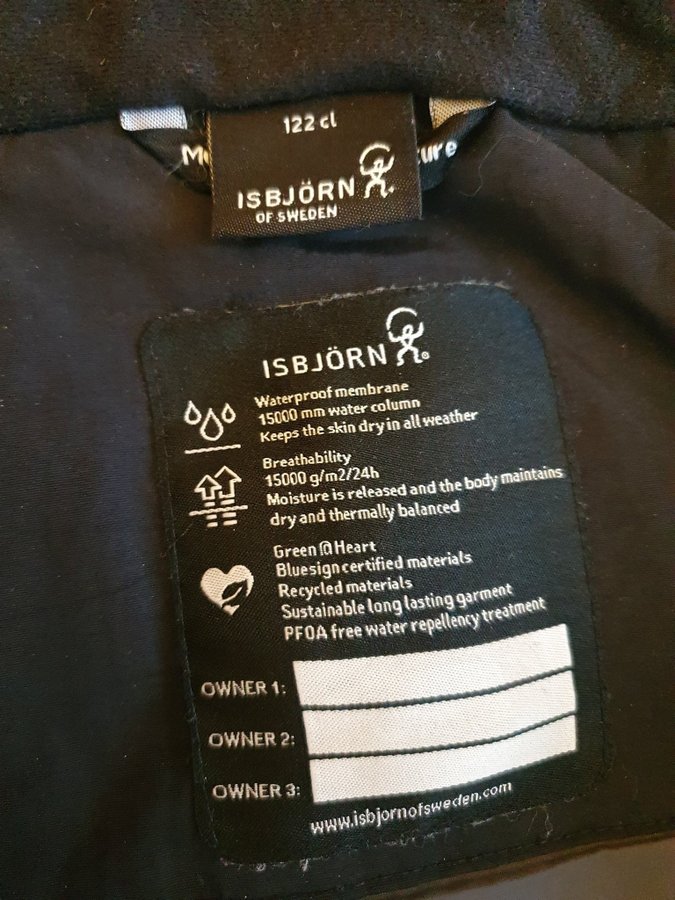 122 cl
ISBJÖRN
OF SWEDEN
ISBJÖRN
Waterproof membrane
15000 mm water column
Keeps the skin dry in all weather
Breathability
15000 g/m2/24h
Moisture is released and the body maintains
dry and thermally balanced
Green@Heart
Bluesign certified materials
Recycled materials
Sustainable long lasting garment
PFOA free water repellency treatment
OWNER 1:
OWNER 2:
OWNER 3:
www.isbjornofsweden.com